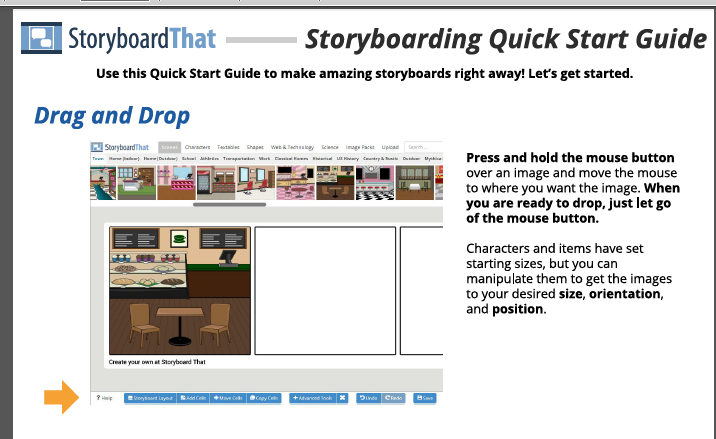 StoryboardThat
Storyboarding Quick Start Guide
Use this Quick Start Guide to make amazing storyboards right away! Let's get started.
Drag and Drop
StoryboardThat Scenes Characters Textables Shapes Web & Technology Science Image Packs Upload Search...
Town Home (Indoor) Home (Outdoor) School Athletics Transportation Work Classical Homes Historical US History Country & Rustic Outdoor Mythica
Create your own at Storyboard That
? Help Storyboard Layout Add Cells Move Cells Copy Cells + Advanced Tools Undo Redo Save
Press and hold the mouse button
over an image and move the mouse
to where you want the image. When
you are ready to drop, just let go
of the mouse button.
Characters and items have set
starting sizes, but you can
manipulate them to get the images
to your desired size, orientation,
and position.